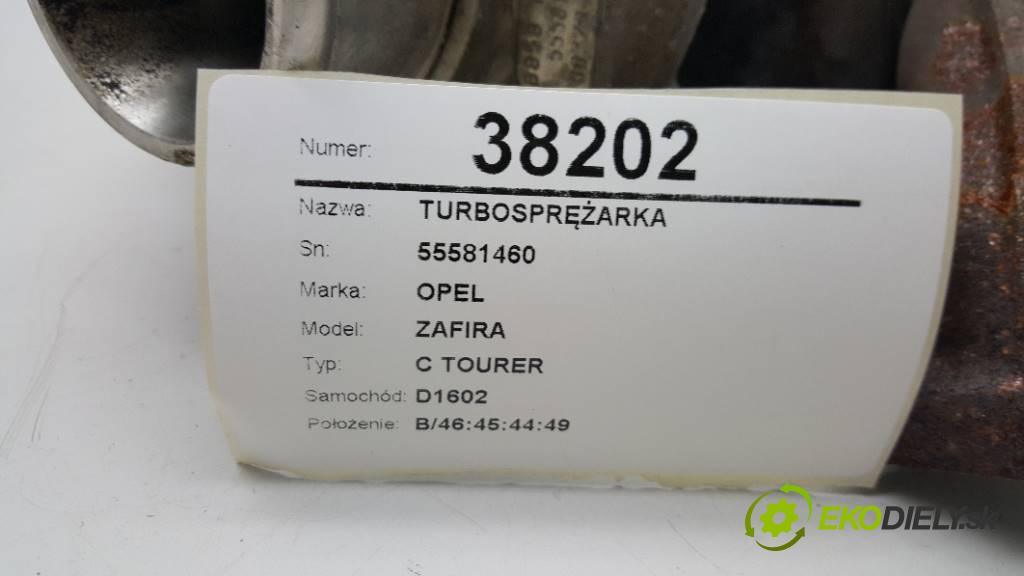 Numer: 38202
Nazwa: TURBOSPRĘŻARKA
Sn: 55581460
Marka: OPEL
Model: ZAFIRA
Typ: C TOURER
Samochód: D1602
Położenie: B/46:45:44:49
EKODIELY.sk